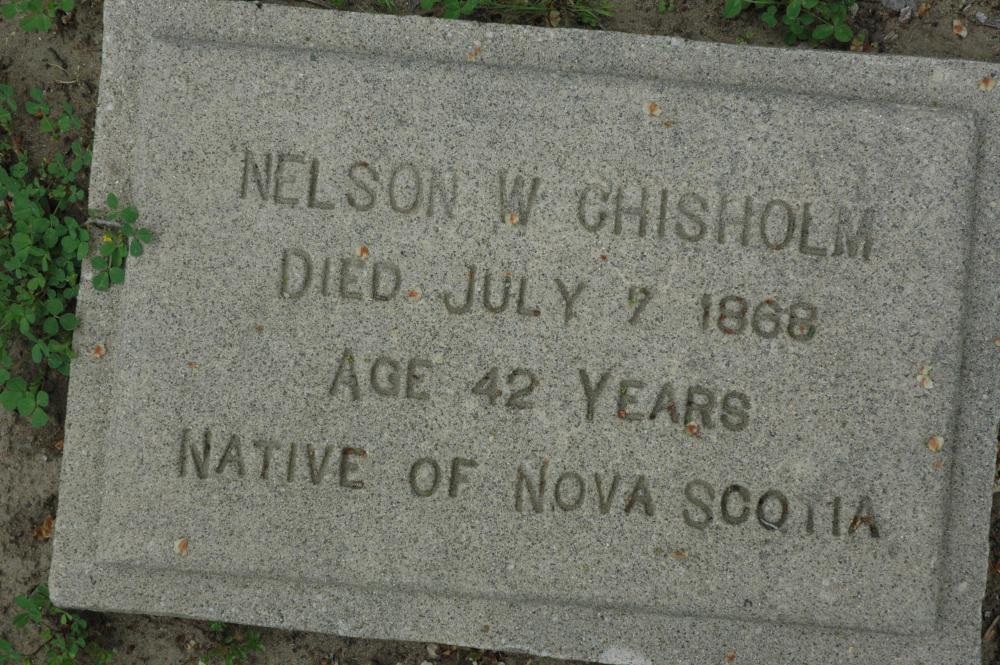 NELSON W CHISHOLM
DIED JULY 7 1868
AGE 42 YEARS
NATIVE OF NOVA SCOTIA